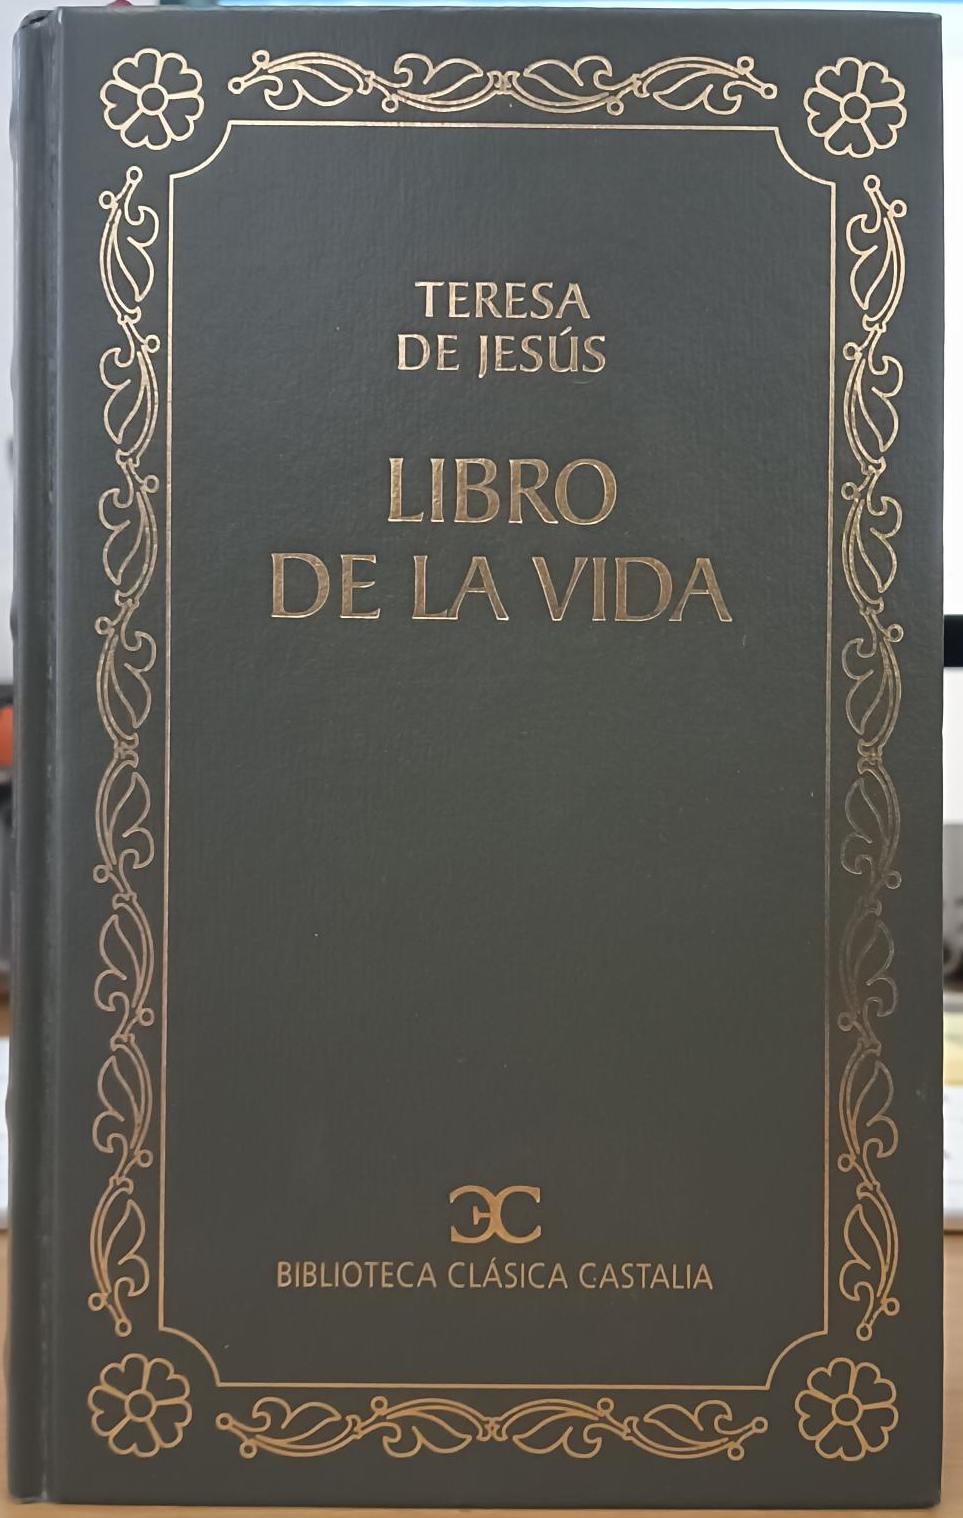 TERESA
DE JESÚS
LIBRO
DE LA VIDA
BIBLIOTECA CLÁSICA CASTALIA